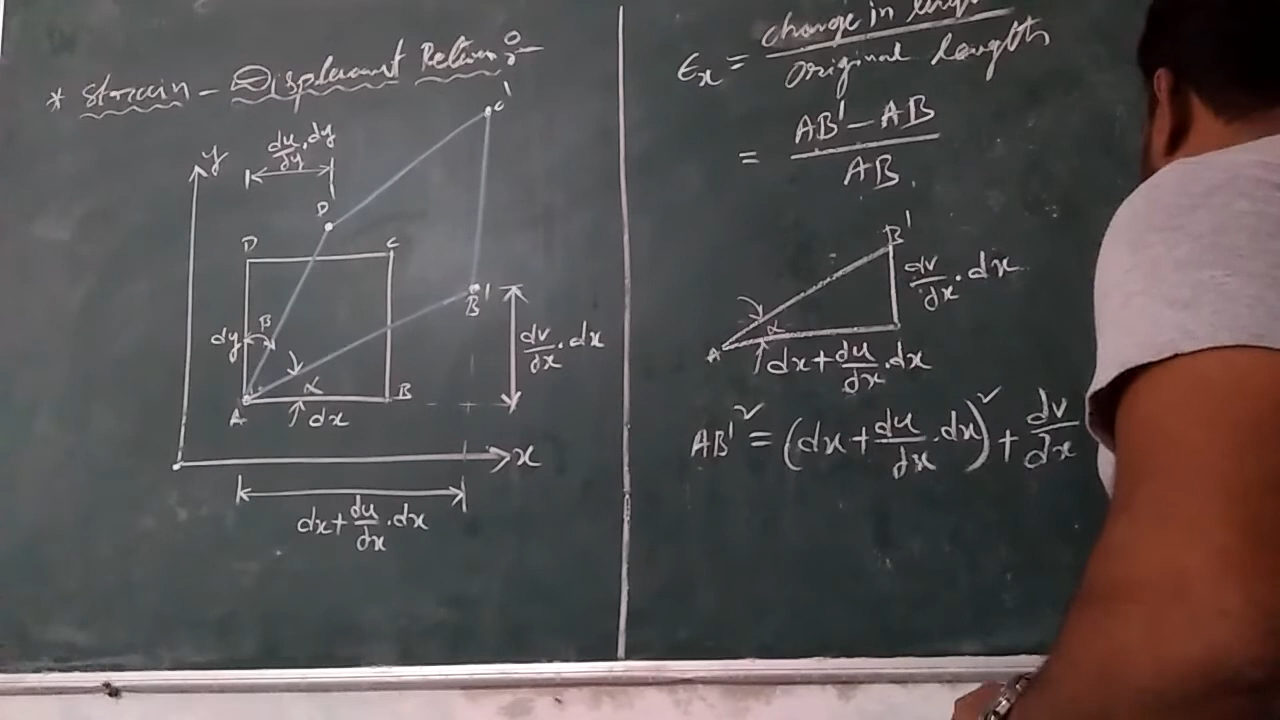 * Strain - Displacement Relation :-
du/dy . dy
y
C'
D'
D
C
dy
β
B'
dv/dx . dx
α
A
B
dx
x
dx + du/dx . dx
ϵx = change in length / original length
= AB' - AB / AB.
B'
dv/dx . dx
α
A
dx + du/dx . dx
AB'² = (dx + du/dx . dx)² + dv/dx